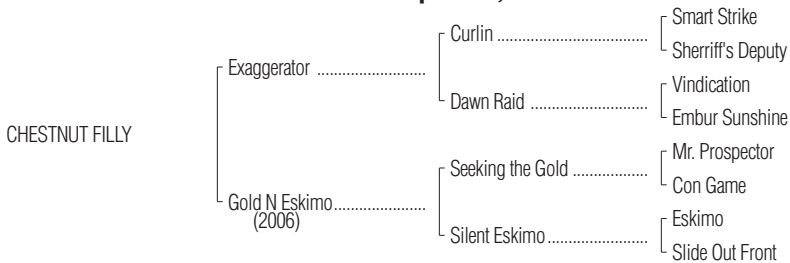 Smart Strike
Curlin ..........................................
Sherriff's Deputy
Exaggerator ..............................
Vindication
Dawn Raid .................................
Embur Sunshine
CHESTNUT FILLY
Mr. Prospector
Seeking the Gold .....................
Con Game
Gold N Eskimo.........................
(2006)
Eskimo
Silent Eskimo............................
Slide Out Front